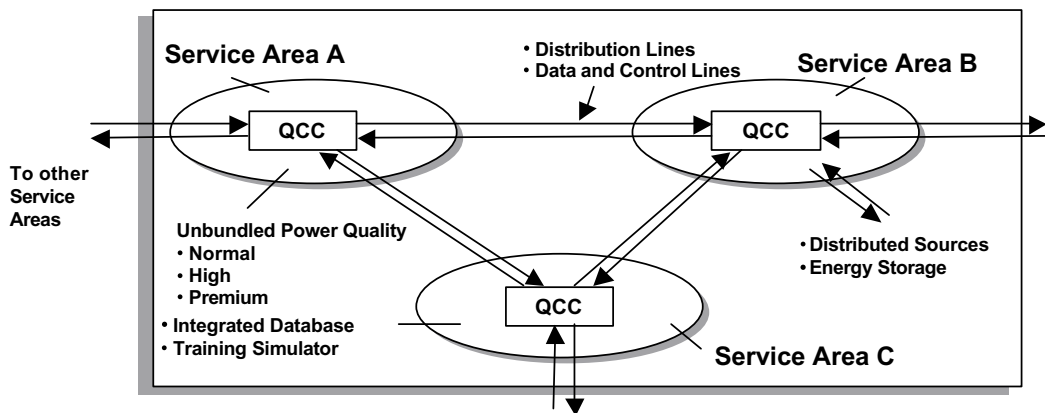 Service Area A
• Distribution Lines
• Data and Control Lines
Service Area B
QCC
QCC
To other
Service
Areas
Unbundled Power Quality
• Normal
• High
• Premium
• Distributed Sources
• Energy Storage
QCC
• Integrated Database
• Training Simulator
Service Area C